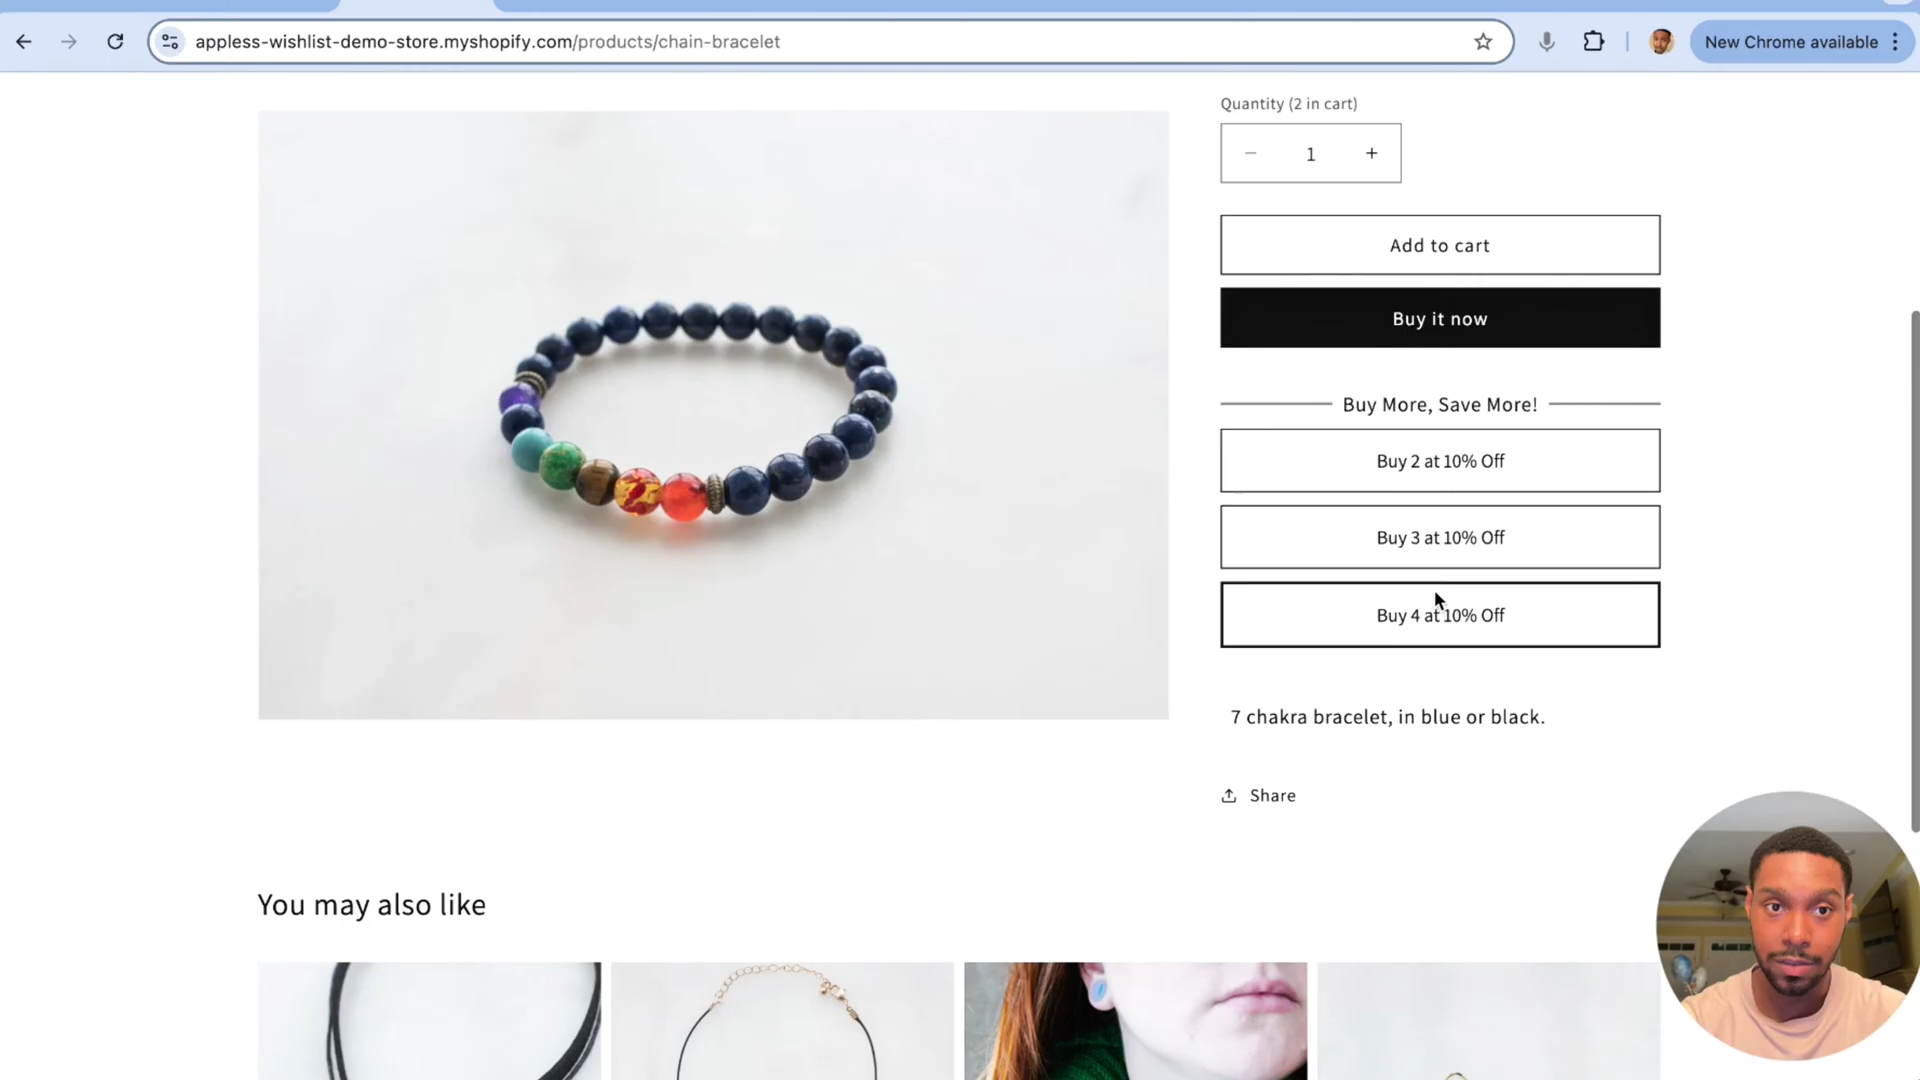 appless-wishlist-demo-store.myshopify.com/products/chain-bracelet
New Chrome available
Quantity (2 in cart)
1
Add to cart
Buy it now
Buy More, Save More!
Buy 2 at 10% Off
Buy 3 at 10% Off
Buy 4 at 10% Off
7 chakra bracelet, in blue or black.
Share
You may also like